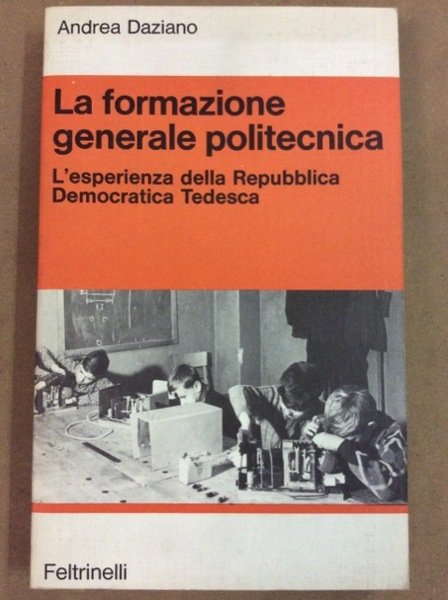 Andrea Daziano
La formazione
generale politecnica
L'esperienza della Repubblica
Democratica Tedesca
Feltrinelli